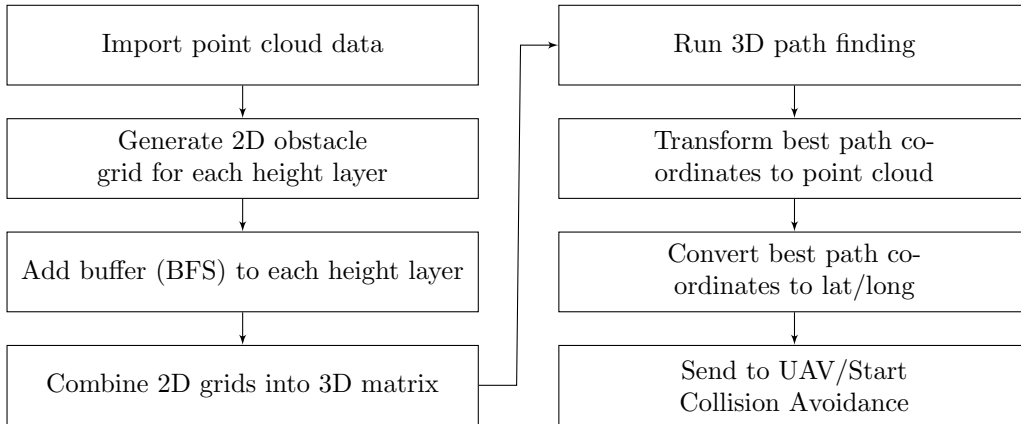 Import point cloud data
Generate 2D obstacle
grid for each height layer
Add buffer (BFS) to each height layer
Combine 2D grids into 3D matrix
Run 3D path finding
Transform best path co-
ordinates to point cloud
Convert best path co-
ordinates to lat/long
Send to UAV/Start
Collision Avoidance